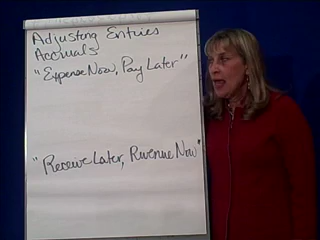 Adjusting Entries
Accruals
"Expense Now, Pay Later"
"Receive Later, Revenue Now"